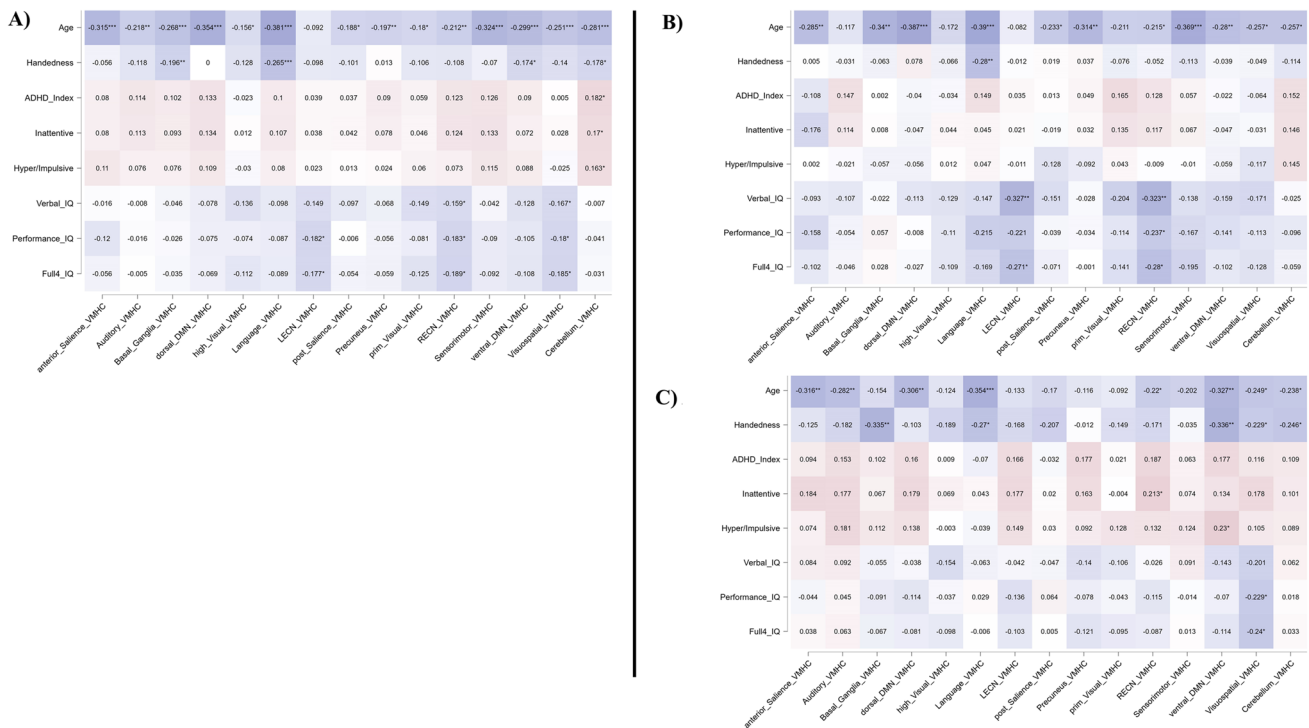 A)
Age -0.315*** -0.218** -0.268*** -0.354*** -0.156* -0.381*** -0.092 -0.188* -0.197** -0.18* -0.212** -0.324*** -0.299*** -0.251*** -0.281***
Handedness -0.056 -0.118 -0.196** 0 -0.128 -0.265*** -0.098 -0.101 0.013 -0.106 -0.108 -0.07 -0.174* -0.14 -0.178*
ADHD_Index 0.08 0.114 0.102 0.133 -0.023 0.1 0.039 0.037 0.09 0.059 0.123 0.126 0.09 0.005 0.182*
Inattentive 0.08 0.113 0.093 0.134 0.012 0.107 0.038 0.042 0.078 0.046 0.124 0.133 0.072 0.028 0.17*
Hyper/Impulsive 0.11 0.076 0.076 0.109 -0.03 0.08 0.023 0.013 0.024 0.06 0.073 0.115 0.088 -0.025 0.163*
Verbal_IQ -0.016 -0.008 -0.046 -0.078 -0.136 -0.098 -0.149 -0.097 -0.068 -0.149 -0.159* -0.042 -0.128 -0.167* -0.007
Performance_IQ -0.12 -0.016 -0.026 -0.075 -0.074 -0.087 -0.182* -0.006 -0.056 -0.081 -0.183* -0.09 -0.105 -0.18* -0.041
Full4_IQ -0.056 -0.005 -0.035 -0.069 -0.112 -0.089 -0.177* -0.054 -0.059 -0.125 -0.189* -0.092 -0.108 -0.185* -0.031
anterior_Salience_VMHC Auditory_VMHC Basal_Ganglia_VMHC dorsal_DMN_VMHC high_Visual_VMHC Language_VMHC LECN_VMHC post_Salience_VMHC Precuneus_VMHC prim_Visual_VMHC RECN_VMHC Sensorimotor_VMHC ventral_DMN_VMHC Visuospatial_VMHC Cerebellum_VMHC
B)
Age -0.285** -0.117 -0.34** -0.387*** -0.172 -0.39*** -0.082 -0.233* -0.314** -0.211 -0.215* -0.369*** -0.28** -0.257* -0.257*
Handedness 0.005 -0.031 -0.063 0.078 -0.066 -0.28** -0.012 0.019 0.037 -0.076 -0.052 -0.113 -0.039 -0.049 -0.114
ADHD_Index -0.108 0.147 0.002 -0.04 -0.034 0.149 0.035 0.013 0.049 0.165 0.128 0.057 -0.022 -0.064 0.152
Inattentive -0.176 0.114 0.008 -0.047 0.044 0.045 0.021 -0.019 0.032 0.135 0.117 0.067 -0.047 -0.031 0.146
Hyper/Impulsive 0.002 -0.021 -0.057 -0.056 0.012 0.047 -0.011 -0.128 -0.092 0.043 -0.009 -0.01 -0.059 -0.117 0.145
Verbal_IQ -0.093 -0.107 -0.022 -0.113 -0.129 -0.147 -0.327** -0.151 -0.028 -0.204 -0.323** -0.138 -0.159 -0.171 -0.025
Performance_IQ -0.158 -0.054 0.057 -0.008 -0.11 -0.215 -0.221 -0.039 -0.034 -0.114 -0.237* -0.167 -0.141 -0.113 -0.096
Full4_IQ -0.102 -0.046 0.028 -0.027 -0.109 -0.169 -0.271* -0.071 -0.001 -0.141 -0.28* -0.195 -0.102 -0.128 -0.059
anterior_Salience_VMHC Auditory_VMHC Basal_Ganglia_VMHC dorsal_DMN_VMHC high_Visual_VMHC Language_VMHC LECN_VMHC post_Salience_VMHC Precuneus_VMHC prim_Visual_VMHC RECN_VMHC Sensorimotor_VMHC ventral_DMN_VMHC Visuospatial_VMHC Cerebellum_VMHC
C)
Age -0.316** -0.282** -0.154 -0.306** -0.124 -0.354*** -0.133 -0.17 -0.116 -0.092 -0.22* -0.202 -0.327** -0.249* -0.238*
Handedness -0.125 -0.182 -0.335** -0.103 -0.189 -0.27* -0.168 -0.207 -0.012 -0.149 -0.171 -0.035 -0.336** -0.229* -0.246*
ADHD_Index 0.094 0.153 0.102 0.16 0.009 -0.07 0.166 -0.032 0.177 0.021 0.187 0.063 0.177 0.116 0.109
Inattentive 0.184 0.177 0.067 0.179 0.069 0.043 0.177 0.02 0.163 -0.004 0.213* 0.074 0.134 0.178 0.101
Hyper/Impulsive 0.074 0.181 0.112 0.138 -0.003 -0.039 0.149 0.03 0.092 0.128 0.132 0.124 0.23* 0.105 0.089
Verbal_IQ 0.084 0.092 -0.055 -0.038 -0.154 -0.063 -0.042 -0.047 -0.14 -0.106 -0.026 0.091 -0.143 -0.201 0.062
Performance_IQ -0.044 0.045 -0.091 -0.114 -0.037 0.029 -0.136 0.064 -0.078 -0.043 -0.115 -0.014 -0.07 -0.229* 0.018
Full4_IQ 0.038 0.063 -0.067 -0.081 -0.098 -0.006 -0.103 0.005 -0.121 -0.095 -0.087 0.013 -0.114 -0.24* 0.033
anterior_Salience_VMHC Auditory_VMHC Basal_Ganglia_VMHC dorsal_DMN_VMHC high_Visual_VMHC Language_VMHC LECN_VMHC post_Salience_VMHC Precuneus_VMHC prim_Visual_VMHC RECN_VMHC Sensorimotor_VMHC ventral_DMN_VMHC Visuospatial_VMHC Cerebellum_VMHC